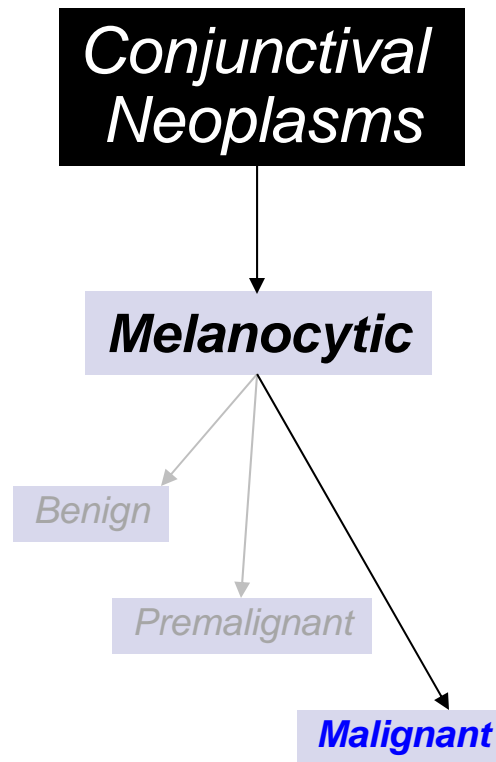 Conjunctival
Neoplasms
Melanocytic
Benign
Premalignant
Malignant